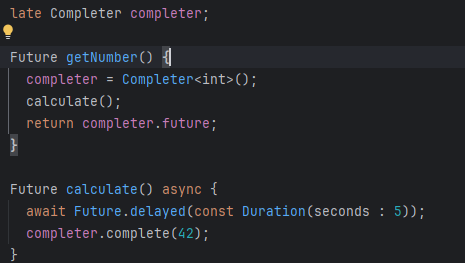 late Completer completer;
Future getNumber() {
completer = Completer<int>();
calculate();
return completer.future;
}
Future calculate() async {
await Future.delayed(const Duration(seconds : 5));
completer.complete(42);
}